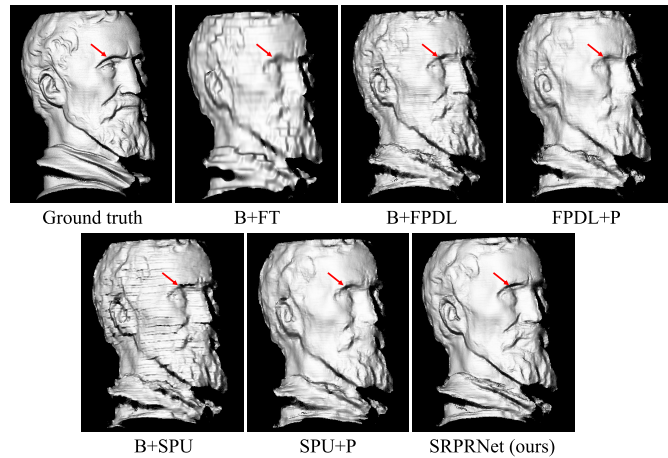 Ground truth
B+FT
B+FPDL
FPDL+P
B+SPU
SPU+P
SRPRNet (ours)